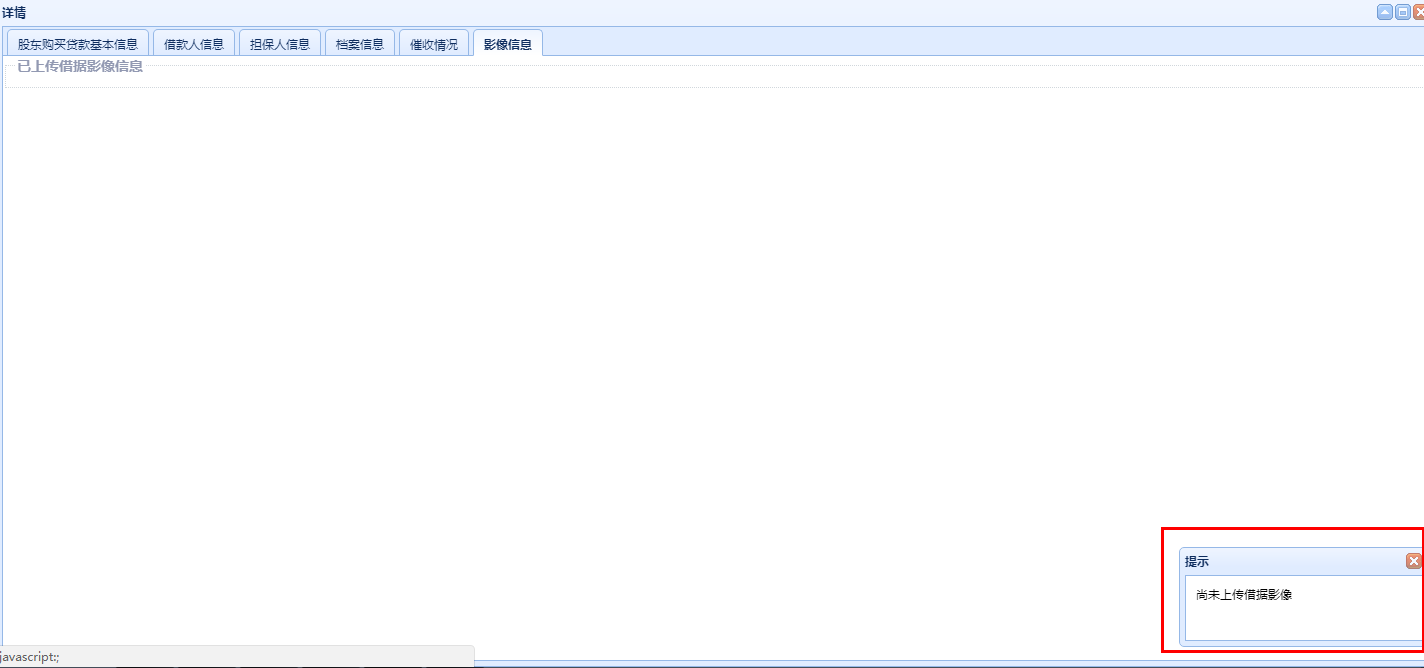 详情
股东购买贷款基本信息 借款人信息 担保人信息 档案信息 催收情况 影像信息
已上传借据影像信息
提示
尚未上传借据影像
javascript:;